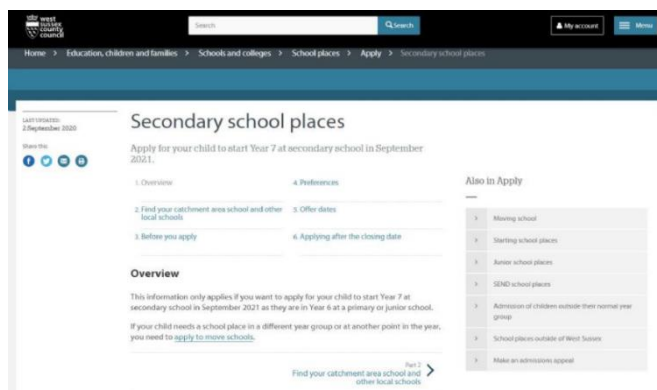 west
sussex
county
council
Search
Search
My account
Menu
Home > Education, children and families > Schools and colleges > School places > Apply > Secondary school places
LAST UPDATED:
2 September 2020
Share this
Secondary school places
Apply for your child to start Year 7 at secondary school in September
2021.
1. Overview
4. Preferences
2. Find your catchment area school and other
local schools
5. Offer dates
3. Before you apply
6. Applying after the closing date
Overview
This information only applies if you want to apply for your child to start Year 7 at
secondary school in September 2021 as they are in Year 6 at a primary or junior school.
If your child needs a school place in a different year group or at another point in the year,
you need to apply to move schools.
Part 2
Find your catchment area school and
other local schools
Also in Apply
Moving school
Starting school places
Junior school places
SEND school places
Admission of children outside their normal year
group
School places outside of West Sussex
Make an admissions appeal